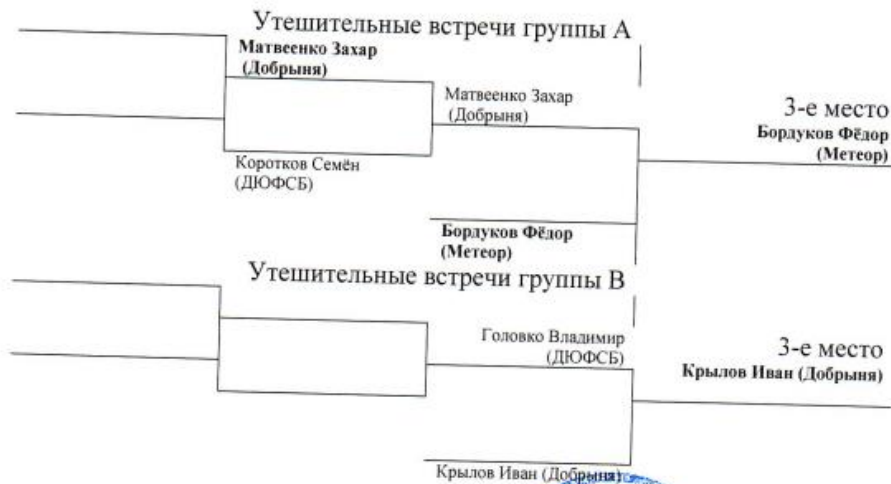 Утешительные встречи группы А
Матвеенко Захар
(Добрыня)
Матвеенко Захар
(Добрыня)
3-е место
Бордуков Фёдор
(Метеор)
Коротков Семён
(ДЮФСБ)
Бордуков Фёдор
(Метеор)
Утешительные встречи группы В
Головко Владимир
(ДЮФСБ)
3-е место
Крылов Иван (Добрыня)
Крылов Иван (Добрыня)